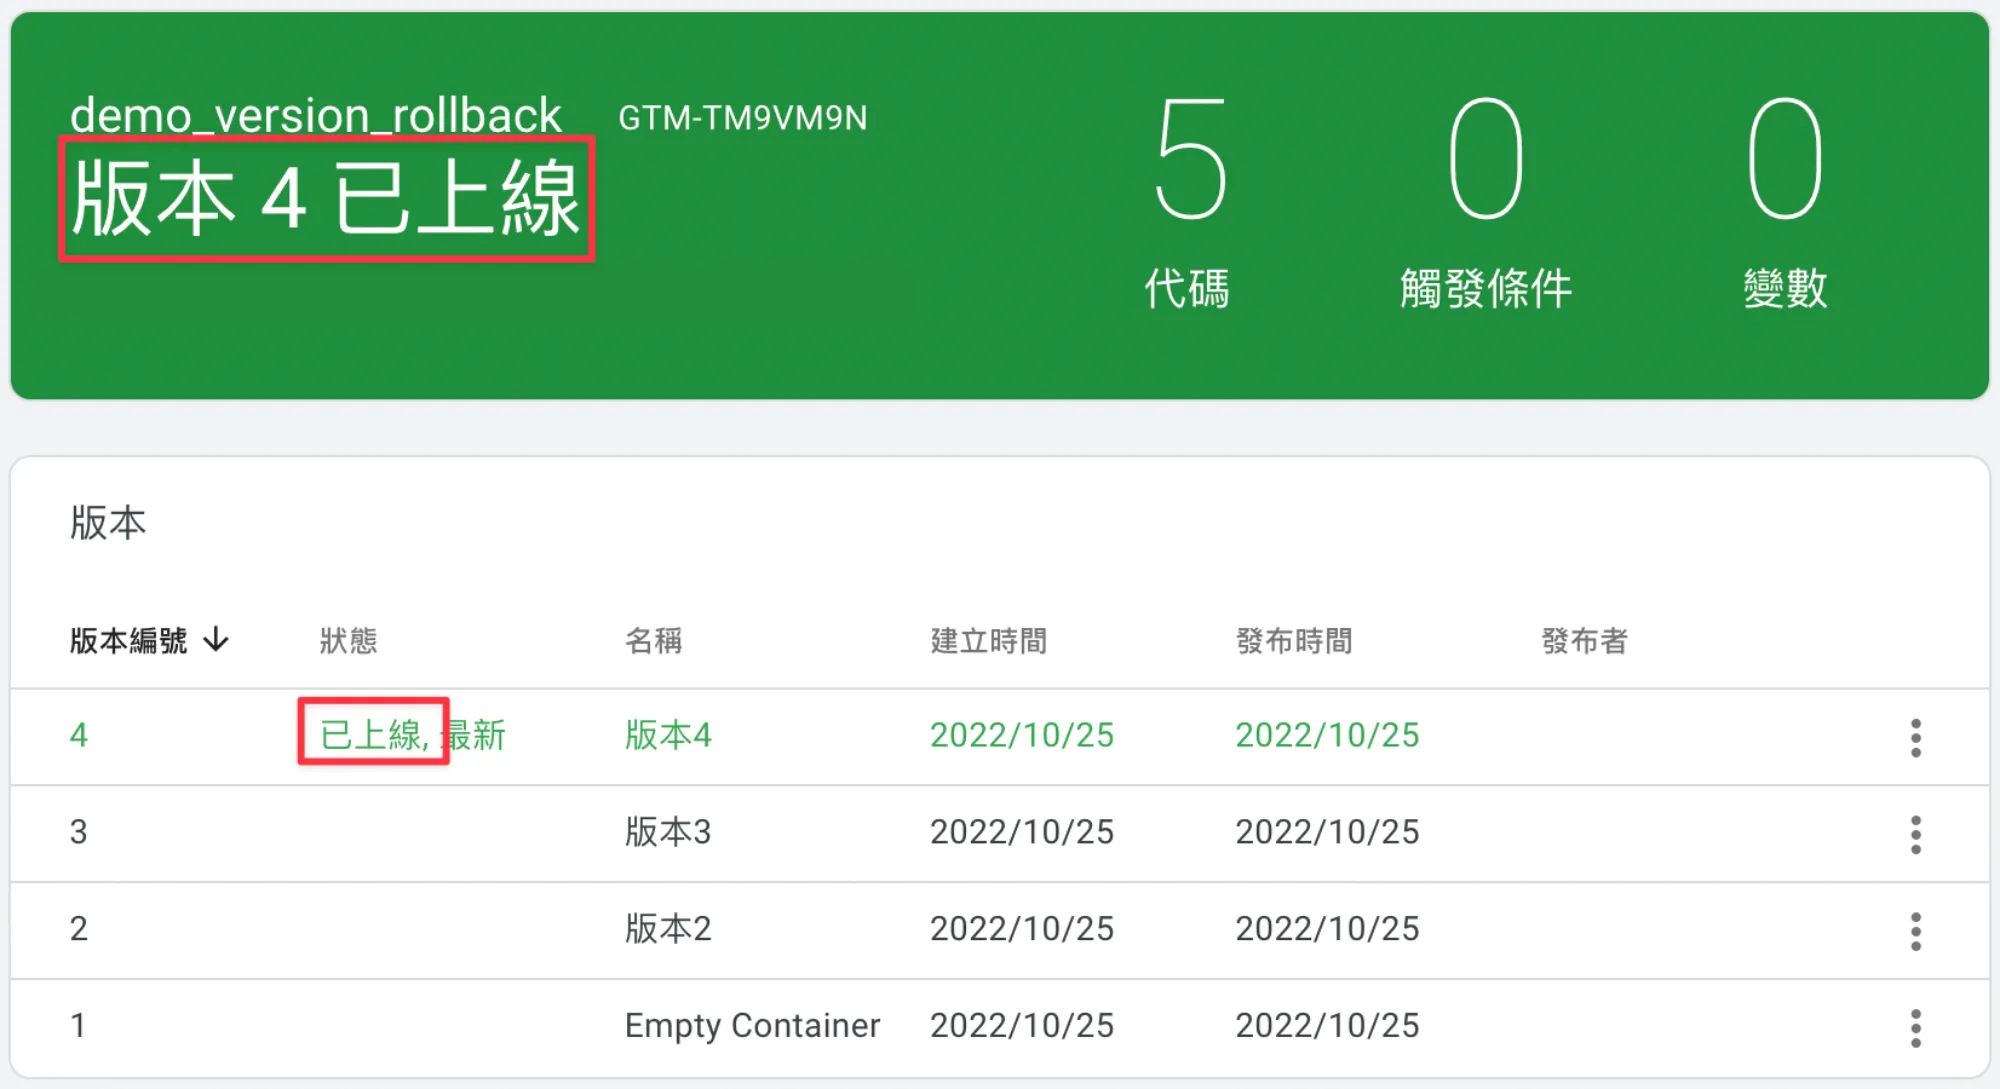 demo_version_rollback GTM-TM9VM9N
版本 4 已上線
5 0 0
代碼 觸發條件 變數
版本
版本編號 ↓ 狀態 名稱 建立時間 發布時間 發布者
4 已上線, 最新 版本4 2022/10/25 2022/10/25
3 版本3 2022/10/25 2022/10/25
2 版本2 2022/10/25 2022/10/25
1 Empty Container 2022/10/25 2022/10/25